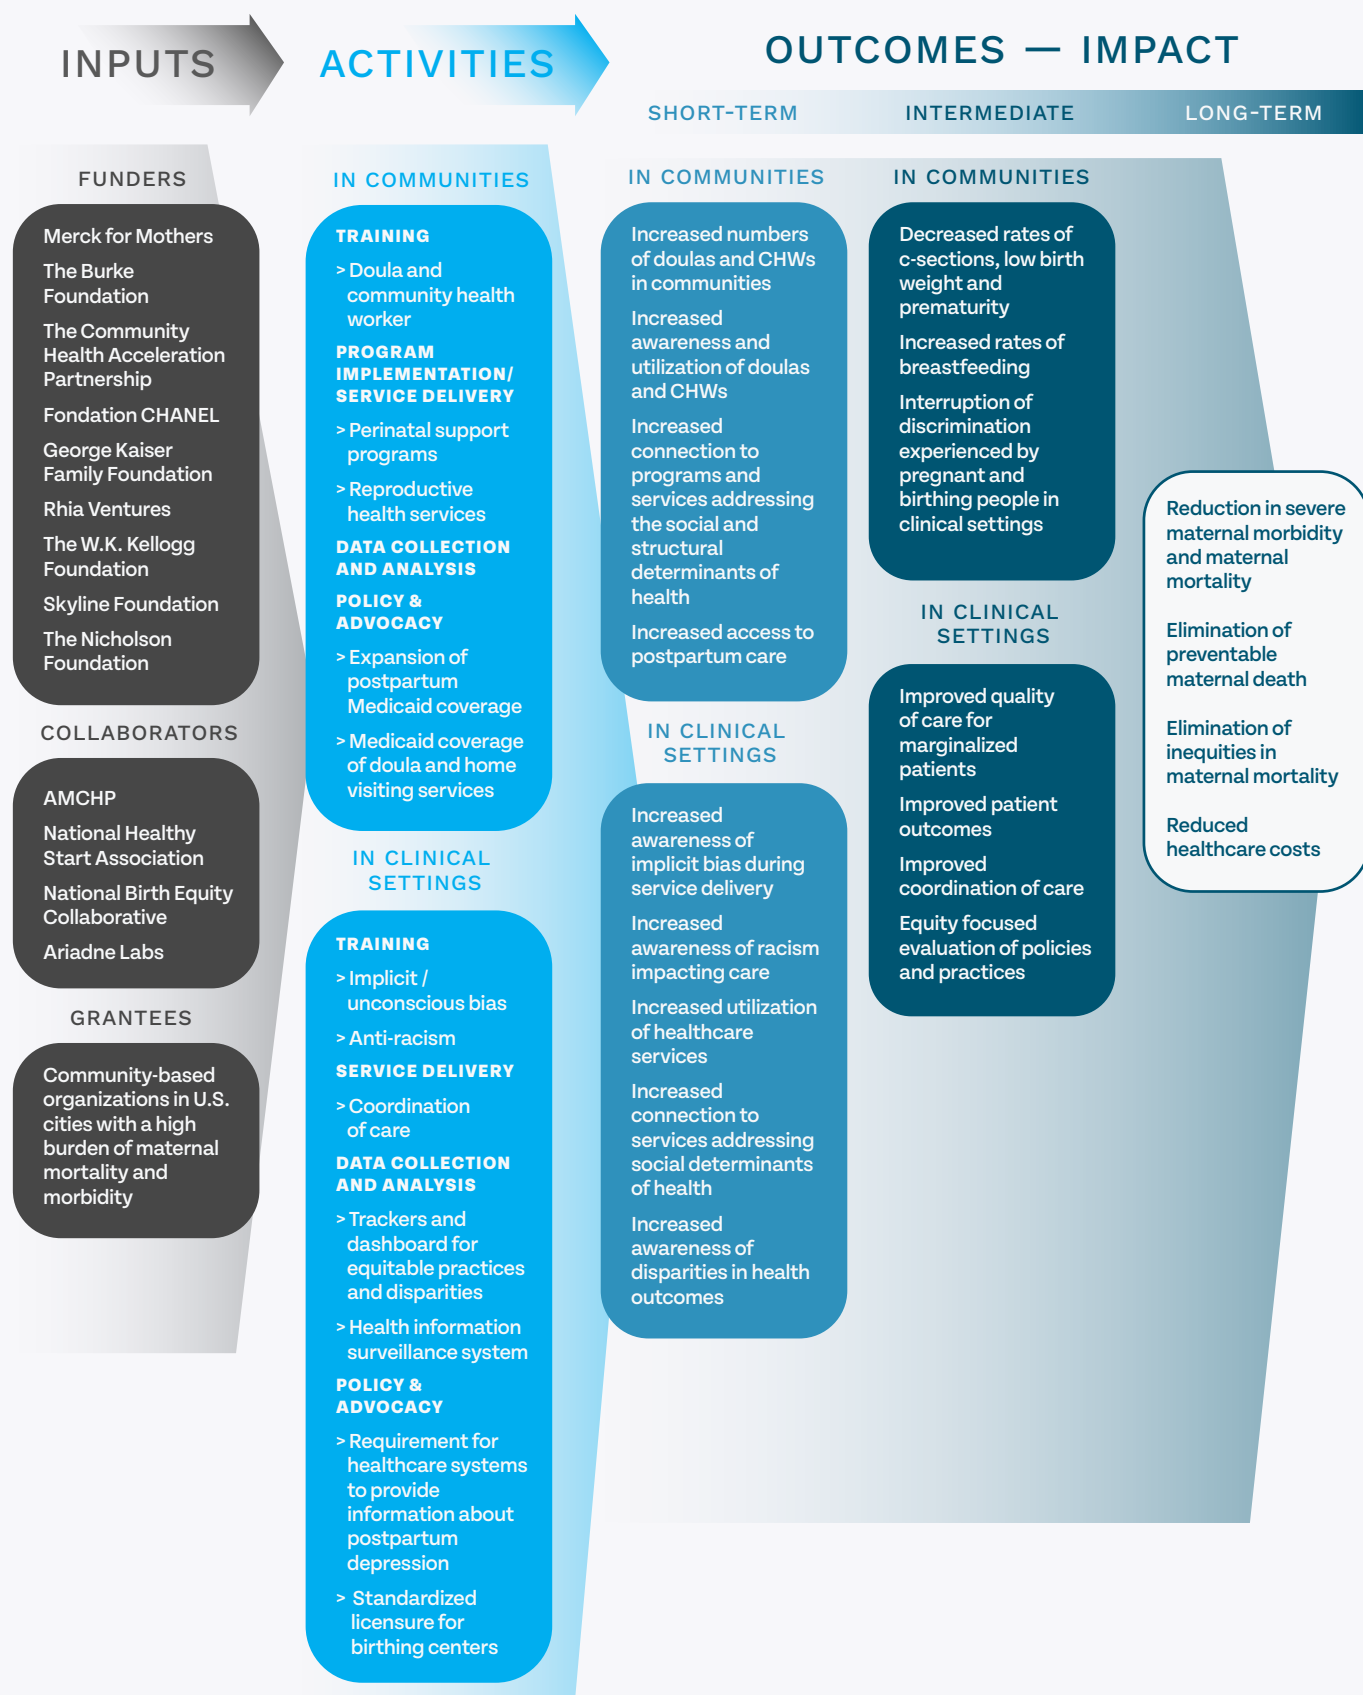 INPUTS
ACTIVITIES
OUTCOMES — IMPACT
SHORT-TERM
INTERMEDIATE
LONG-TERM
FUNDERS
Merck for Mothers
The Burke
Foundation
The Community
Health Acceleration
Partnership
Fondation CHANEL
George Kaiser
Family Foundation
Rhia Ventures
The W.K. Kellogg
Foundation
Skyline Foundation
The Nicholson
Foundation
COLLABORATORS
AMCHP
National Healthy
Start Association
National Birth Equity
Collaborative
Ariadne Labs
GRANTEES
Community-based
organizations in U.S.
cities with a high
burden of maternal
mortality and
morbidity
IN COMMUNITIES
TRAINING
> Doula and
community health
worker
PROGRAM
IMPLEMENTATION/
SERVICE DELIVERY
> Perinatal support
programs
> Reproductive
health services
DATA COLLECTION
AND ANALYSIS
POLICY &
ADVOCACY
> Expansion of
postpartum
Medicaid coverage
> Medicaid coverage
of doula and home
visiting services
IN CLINICAL
SETTINGS
TRAINING
> Implicit /
unconscious bias
> Anti-racism
SERVICE DELIVERY
> Coordination
of care
DATA COLLECTION
AND ANALYSIS
> Trackers and
dashboard for
equitable practices
and disparities
> Health information
surveillance system
POLICY &
ADVOCACY
> Requirement for
healthcare systems
to provide
information about
postpartum
depression
> Standardized
licensure for
birthing centers
IN COMMUNITIES
Increased numbers
of doulas and CHWs
in communities
Increased
awareness and
utilization of doulas
and CHWs
Increased
connection to
programs and
services addressing
the social and
structural
determinants of
health
Increased access to
postpartum care
IN CLINICAL
SETTINGS
Increased
awareness of
implicit bias during
service delivery
Increased
awareness of racism
impacting care
Increased utilization
of healthcare
services
Increased
connection to
services addressing
social determinants
of health
Increased
awareness of
disparities in health
outcomes
IN COMMUNITIES
Decreased rates of
c-sections, low birth
weight and
prematurity
Increased rates of
breastfeeding
Interruption of
discrimination
experienced by
pregnant and
birthing people in
clinical settings
IN CLINICAL
SETTINGS
Improved quality
of care for
marginalized
patients
Improved patient
outcomes
Improved
coordination of care
Equity focused
evaluation of policies
and practices
Reduction in severe
maternal morbidity
and maternal
mortality
Elimination of
preventable
maternal death
Elimination of
inequities in
maternal mortality
Reduced
healthcare costs